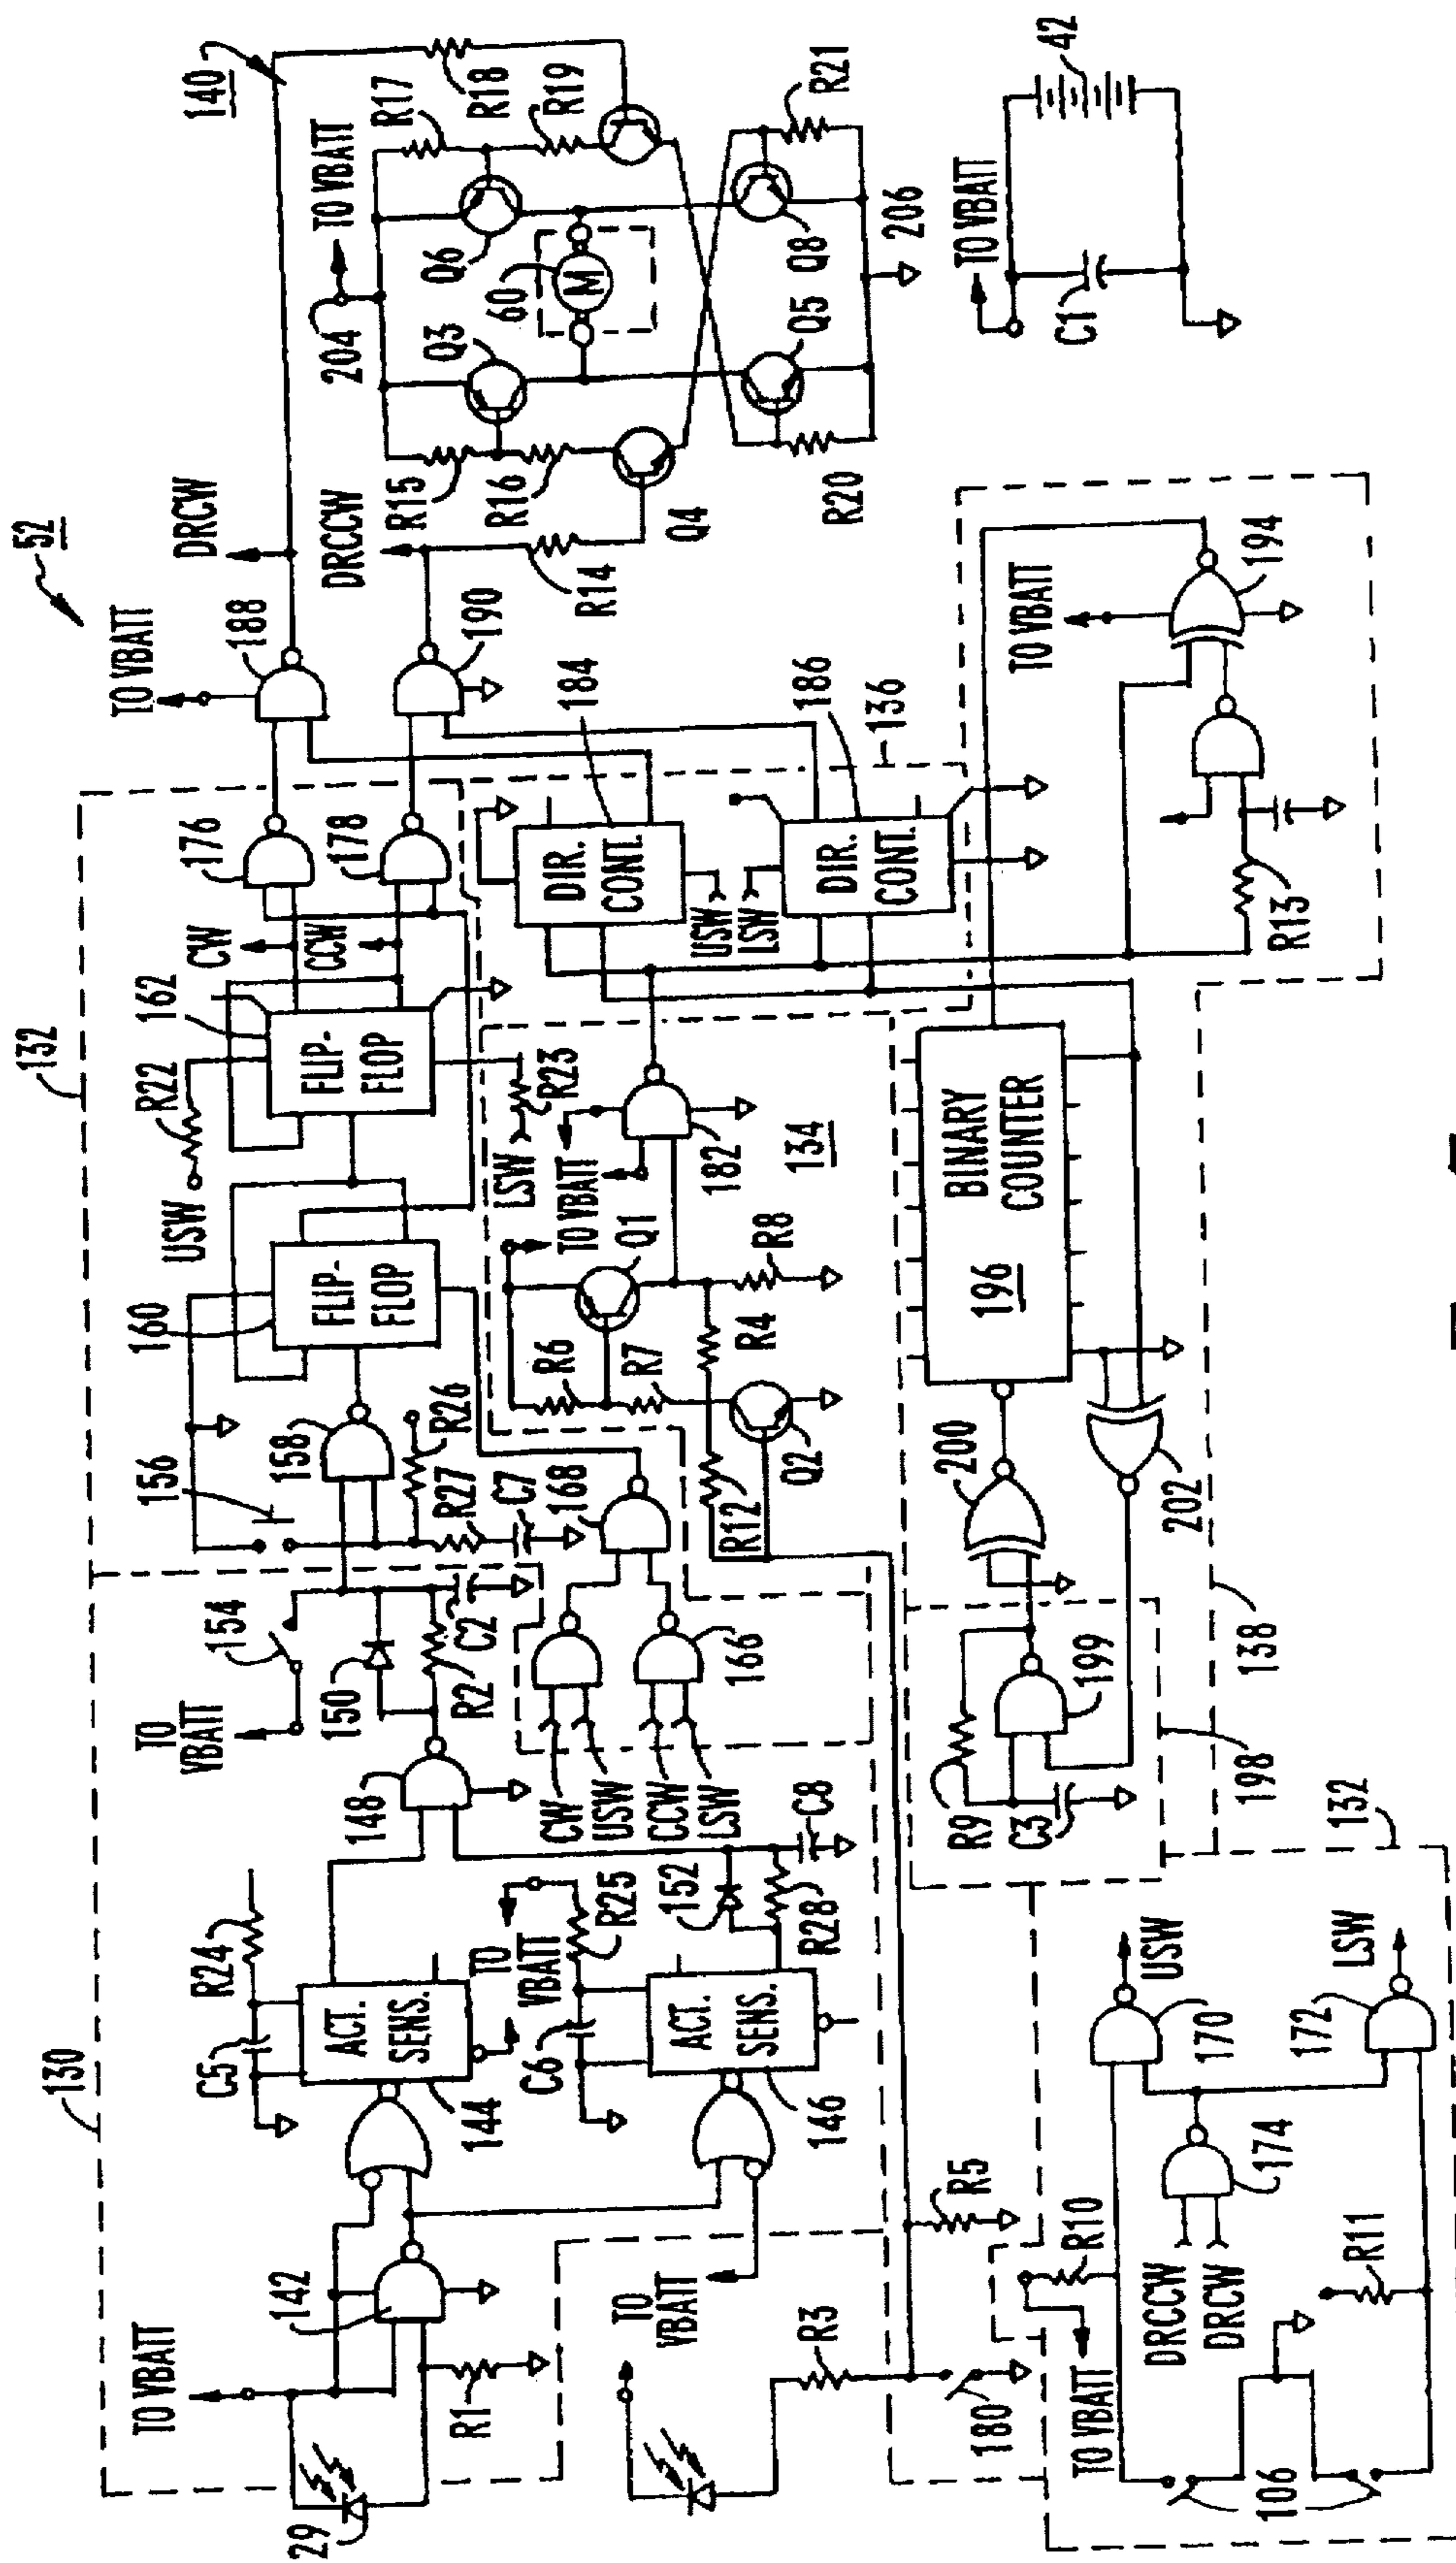 52
140
TO VBATT
DRCW
188
204
TO VBATT
R17
R18
132
176
DRCCW
R15
Q3
60
M
Q6
R19
162
CW
178
190
R16
R22
USW
CCW
R14
Q4
160
FLIP-
FLOP
FLIP-
FLOP
184
Q5
Q8
R21
R20
206
156
158
R26
R27
C7
168
LSW
R23
DIR.
CONT.
USW
LSW
186
136
DIR.
CONT.
TO VBATT
42
C1
TO VBATT
154
150
R2
C2
R6
Q1
TO VBATT
R7
182
R12
R4
R8
Q2
134
TO VBATT
194
R13
130
148
CW
USW
CCW
LSW
166
200
BINARY
COUNTER
196
202
R24
C5
ACT.
SENS.
144
TO
VBATT
R25
C6
152
R28
C8
ACT.
SENS.
146
R9
199
C3
198
138
TO VBATT
142
R1
29
TO
VBATT
R3
R5
180
R10
TO VBATT
132
USW
170
LSW
172
174
DRCCW
DRCW
R11
106